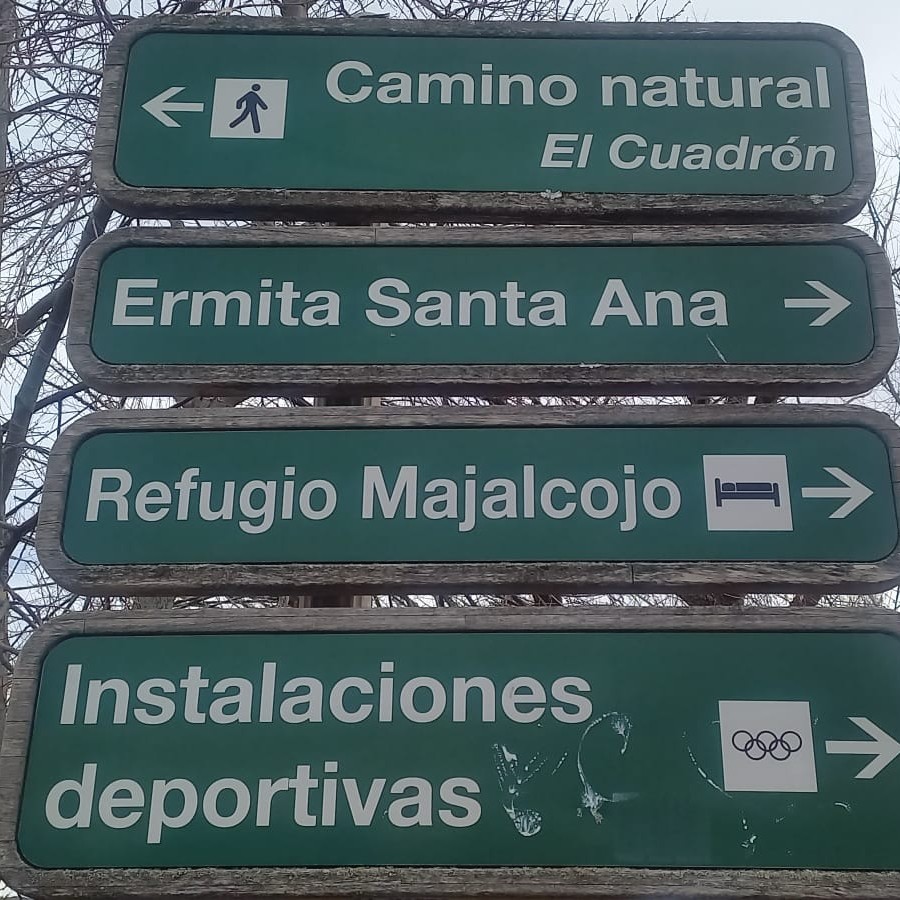 Camino natural
El Cuadrón
Ermita Santa Ana
Refugio Majalcojo
Instalaciones
deportivas